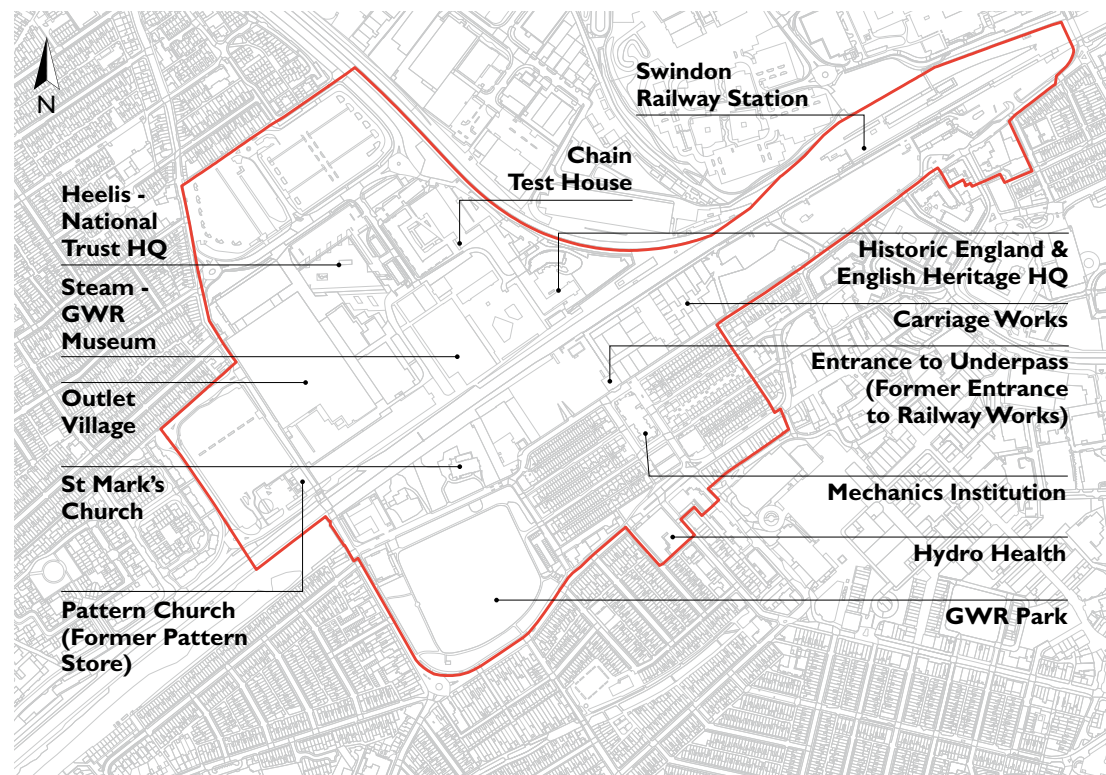 N
Swindon
Railway Station
Chain
Test House
Heelis -
National
Trust HQ
Steam -
GWR
Museum
Outlet
Village
St Mark's
Church
Pattern Church
(Former Pattern
Store)
Historic England &
English Heritage HQ
Carriage Works
Entrance to Underpass
(Former Entrance
to Railway Works)
Mechanics Institution
Hydro Health
GWR Park